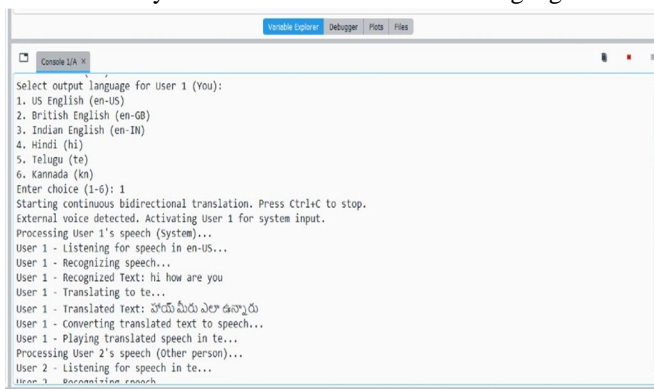 Variable Explorer Debugger Plots Files
Console 1/A ×
Select output language for User 1 (You):
1. US English (en-US)
2. British English (en-GB)
3. Indian English (en-IN)
4. Hindi (hi)
5. Telugu (te)
6. Kannada (kn)
Enter choice (1-6): 1
Starting continuous bidirectional translation. Press Ctrl+C to stop.
External voice detected. Activating User 1 for system input.
Processing User 1's speech (System)...
User 1 - Listening for speech in en-US...
User 1 - Recognizing speech...
User 1 - Recognized Text: hi how are you
User 1 - Translating to te...
User 1 - Translated Text: హాయ్ మీరు ఎలా ఉన్నారు
User 1 - Converting translated text to speech...
User 1 - Playing translated speech in te...
Processing User 2's speech (Other person)...
User 2 - Listening for speech in te...
User 2 - Recognizing speech